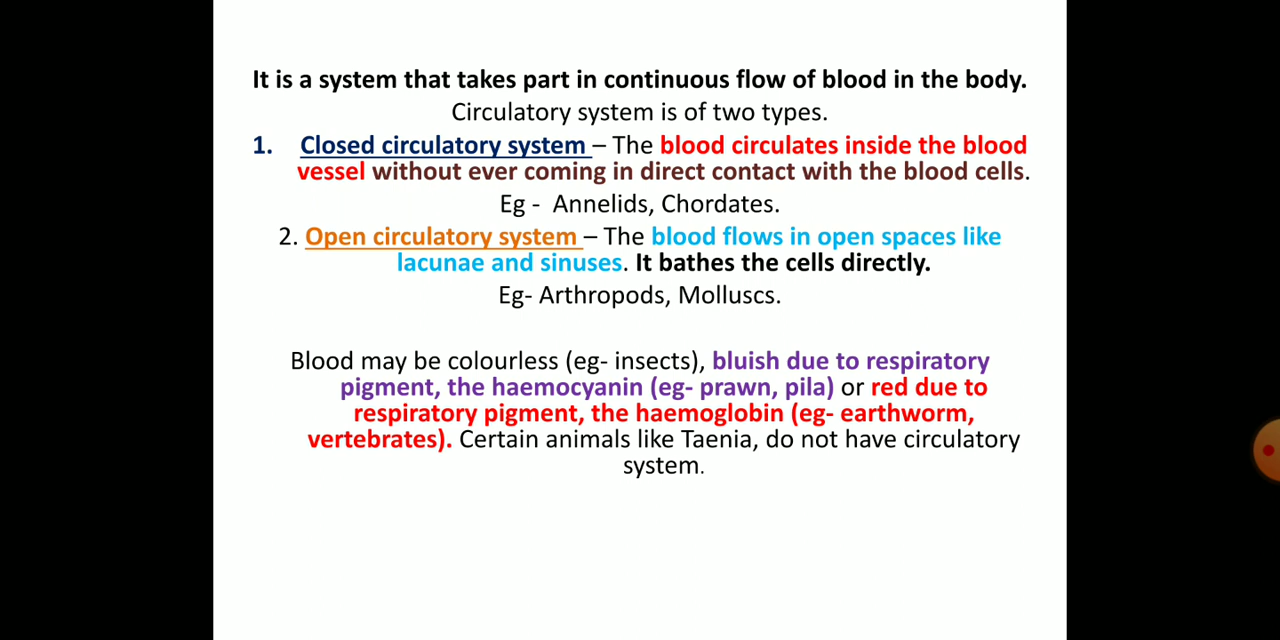 It is a system that takes part in continuous flow of blood in the body.
Circulatory system is of two types.
1. Closed circulatory system – The blood circulates inside the blood
vessel without ever coming in direct contact with the blood cells.
Eg - Annelids, Chordates.
2. Open circulatory system – The blood flows in open spaces like
lacunae and sinuses. It bathes the cells directly.
Eg- Arthropods, Molluscs.
Blood may be colourless (eg- insects), bluish due to respiratory
pigment, the haemocyanin (eg- prawn, pila) or red due to
respiratory pigment, the haemoglobin (eg- earthworm,
vertebrates). Certain animals like Taenia, do not have circulatory
system.